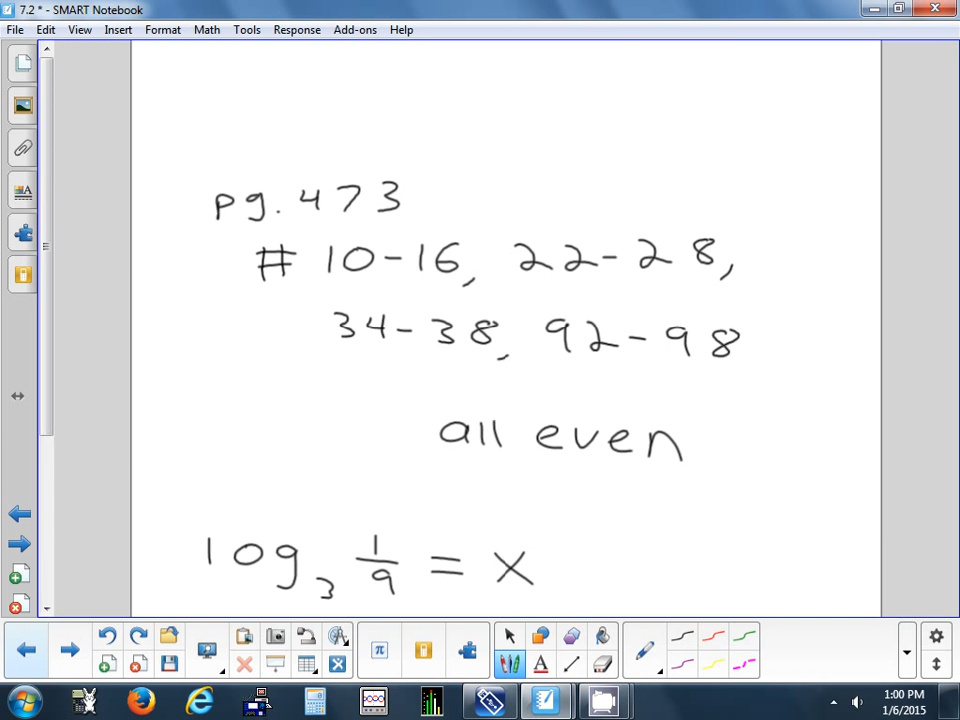 7.2 * - SMART Notebook
File Edit View Insert Format Math Tools Response Add-ons Help
pg. 473
# 10-16, 22-28,
34-38, 92-98
all even
log₃ 1/9 = x
1:00 PM
1/6/2015